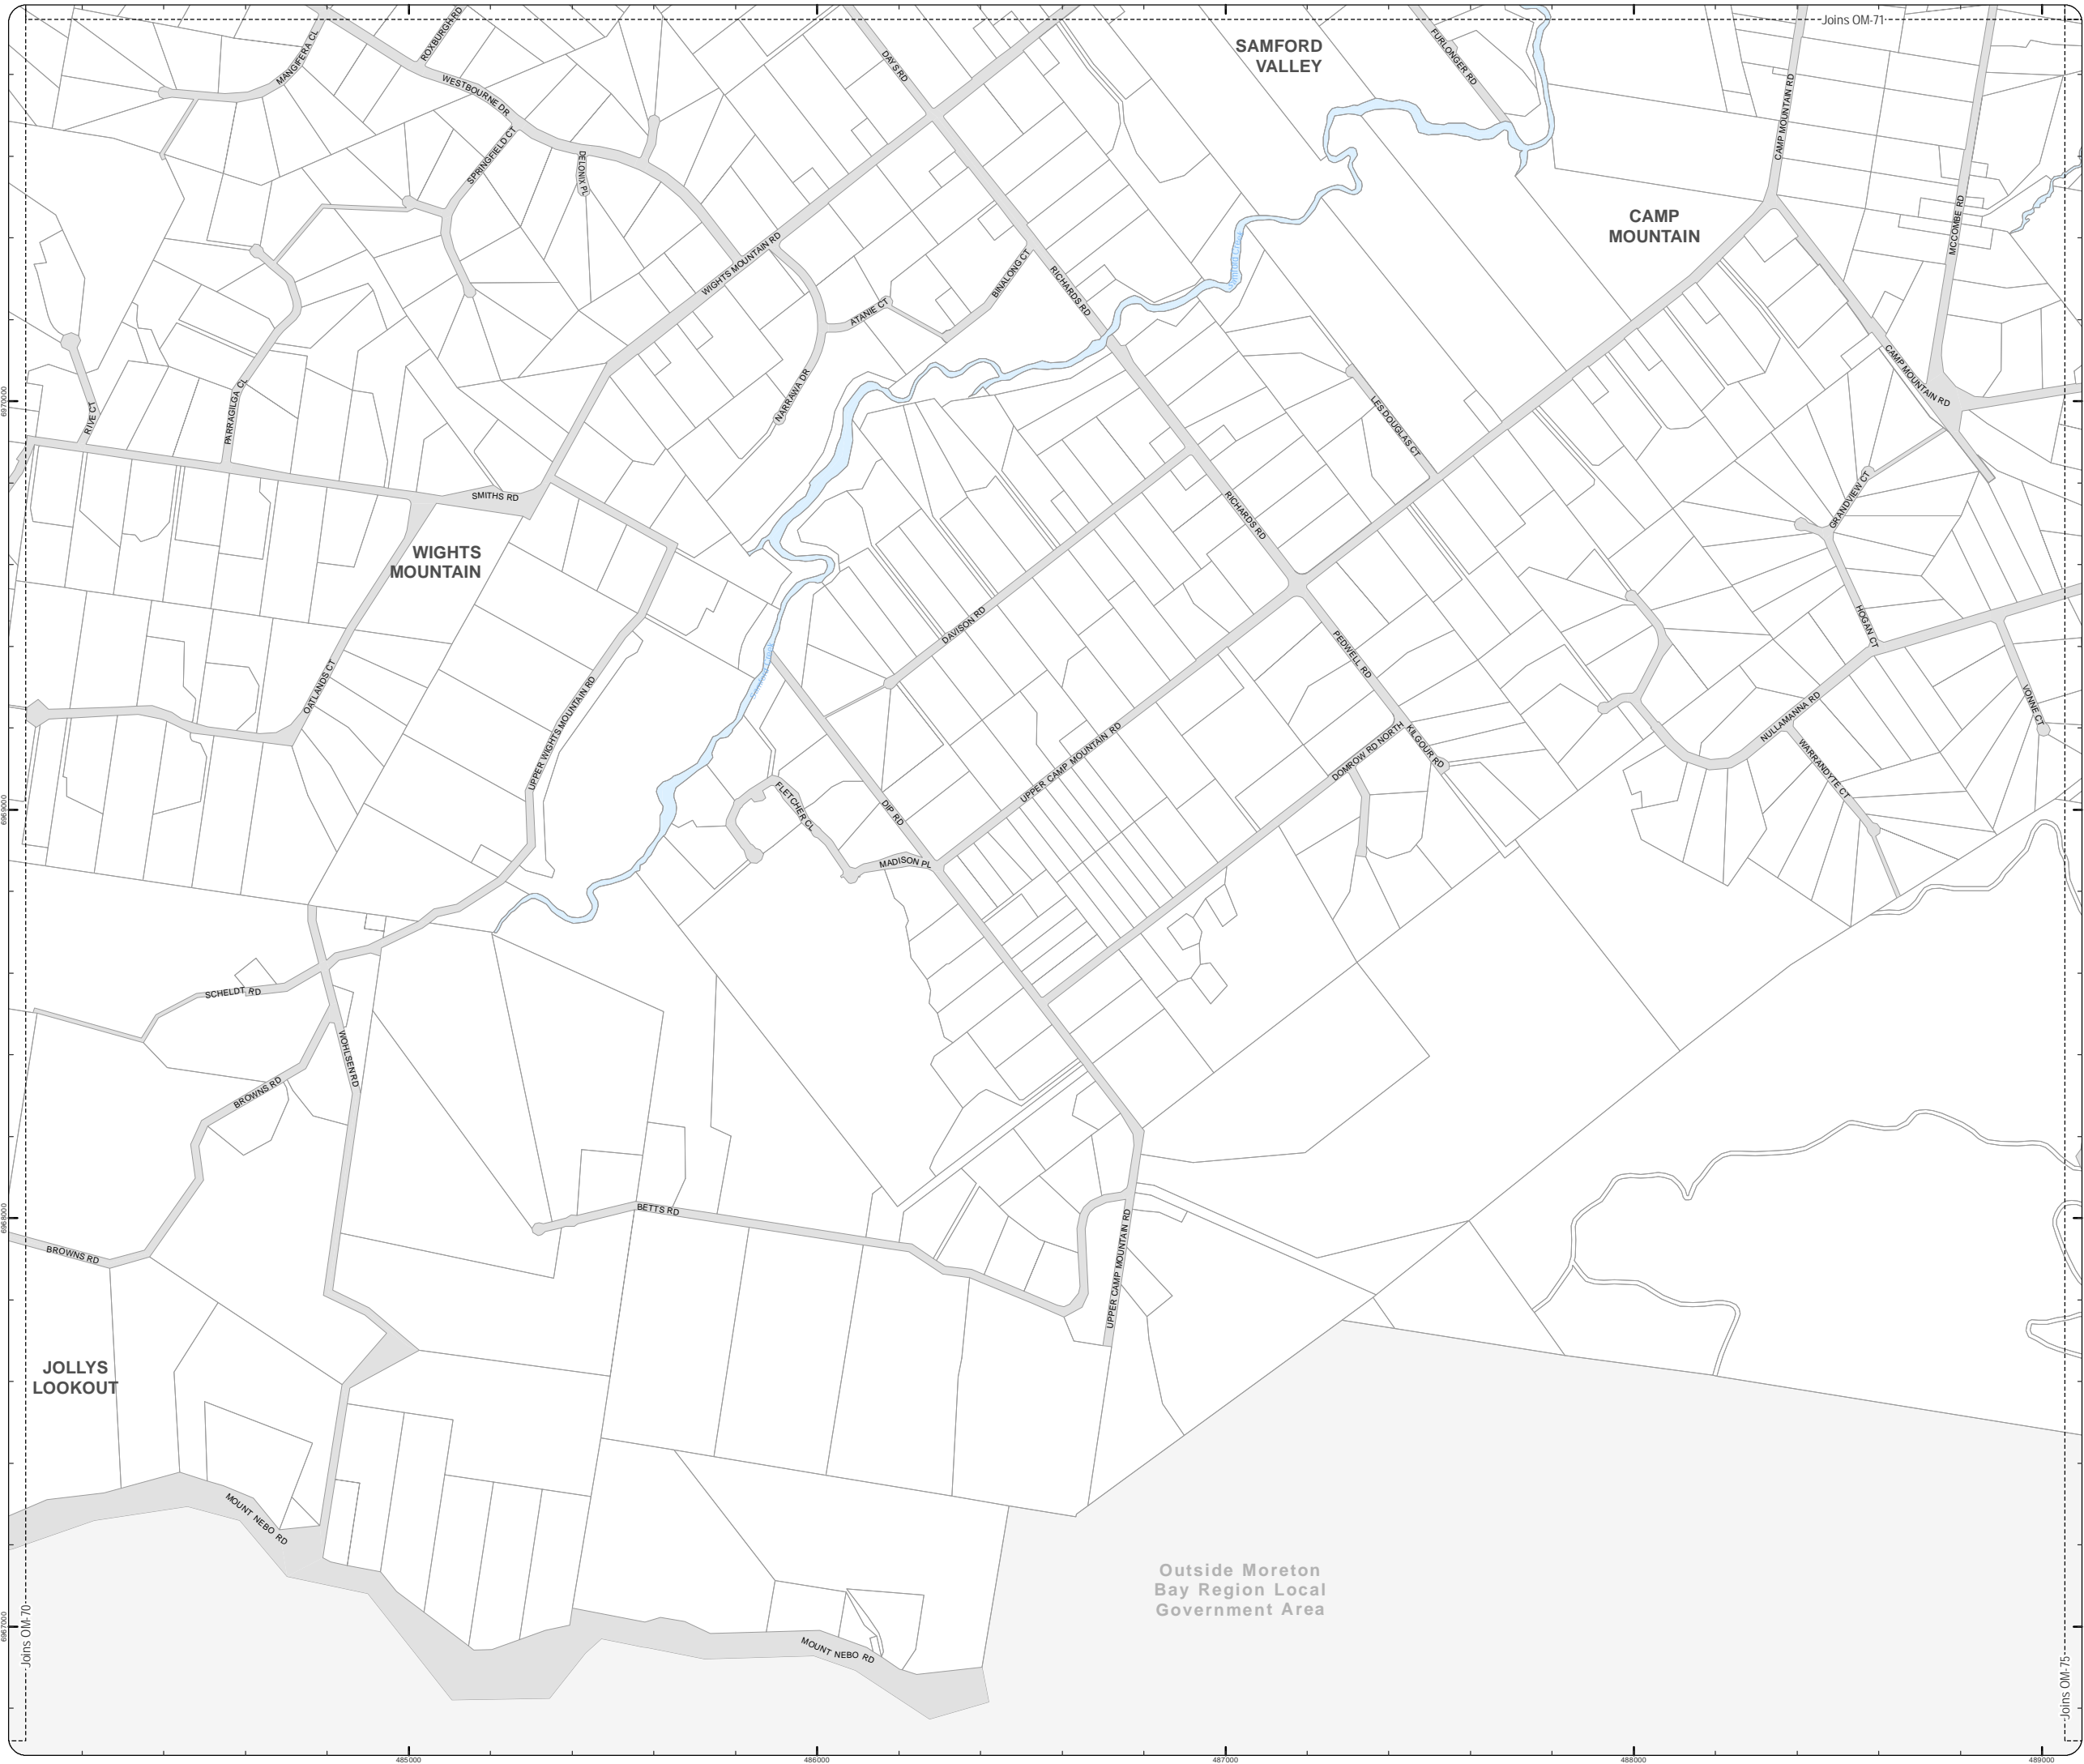 Joins OM-71
SAMFORD
VALLEY
ROXBURGH RD
MANGIFERA CL
WESTBOURNE DR
DAYS RD
FURLONGER RD
CAMP MOUNTAIN RD
SPRINGFIELD CT
DELONIX PL
MCCOMBE RD
CAMP
MOUNTAIN
WIGHTS MOUNTAIN RD
BINALONG CT
RICHARDS RD
ATANIE CT
NARRAWA DR
CAMP MOUNTAIN RD
6970000
RIVE CT
PARRAGILGA CL
LES DOUGLAS CT
SMITHS RD
RICHARDS RD
GRANDVIEW CT
WIGHTS
MOUNTAIN
DAVISON RD
PEDWELL RD
HOGAN CT
OATLANDS CT
UPPER WIGHTS MOUNTAIN RD
NULLAMANNA RD
VONNE CT
UPPER CAMP MOUNTAIN RD
DOMROW RD NORTH
KILGOUR RD
WARRANDYTE CT
6969000
FLETCHER CL
DIP RD
MADISON PL
SCHELDT RD
WOHLSEN RD
BROWNS RD
6968000
BETTS RD
BROWNS RD
UPPER CAMP MOUNTAIN RD
JOLLYS
LOOKOUT
MOUNT NEBO RD
Outside Moreton
Bay Region Local
Government Area
6967000
Joins OM-70
MOUNT NEBO RD
Joins OM-75
485000
486000
487000
488000
489000